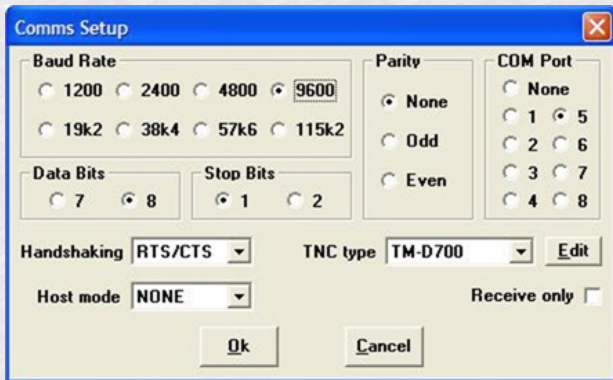 Comms Setup
Baud Rate
1200 2400 4800 9600
19k2 38k4 57k6 115k2
Parity
None
Odd
Even
COM Port
None
1 5
2 6
3 7
4 8
Data Bits
7 8
Stop Bits
1 2
Handshaking RTS/CTS
TNC type TM-D700 Edit
Host mode NONE
Receive only
Ok Cancel